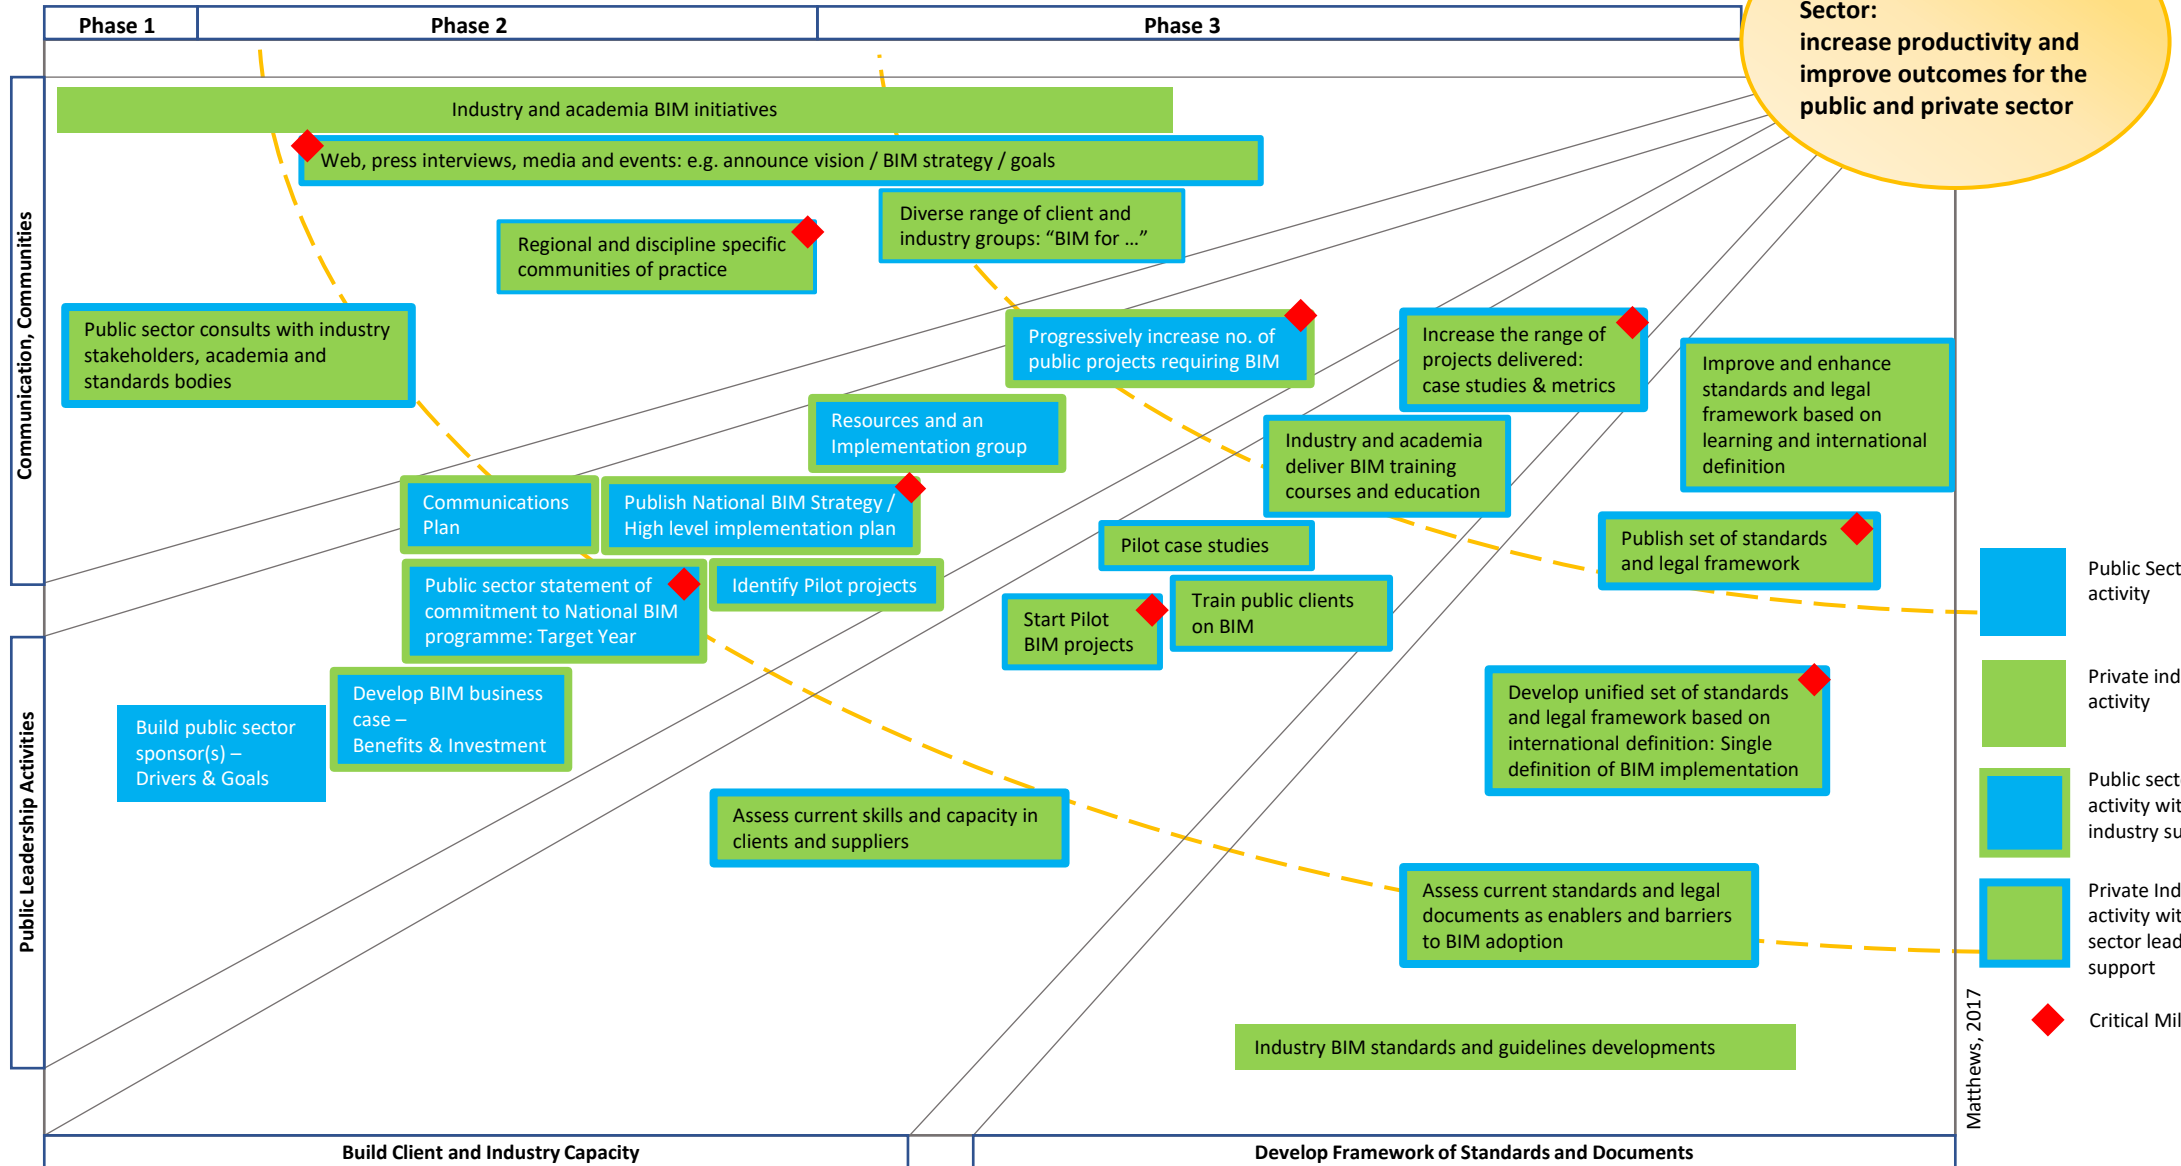 Phase 1
Phase 2
Phase 3
Sector:
increase productivity and
improve outcomes for the
public and private sector
Communication, Communities
Industry and academia BIM initiatives
Web, press interviews, media and events: e.g. announce vision / BIM strategy / goals
Diverse range of client and
industry groups: “BIM for ...”
Regional and discipline specific
communities of practice
Public sector consults with industry
stakeholders, academia and
standards bodies
Progressively increase no. of
public projects requiring BIM
Increase the range of
projects delivered:
case studies & metrics
Improve and enhance
standards and legal
framework based on
learning and international
definition
Resources and an
Implementation group
Industry and academia
deliver BIM training
courses and education
Communications
Plan
Publish National BIM Strategy /
High level implementation plan
Pilot case studies
Publish set of standards
and legal framework
Public sector statement of
commitment to National BIM
programme: Target Year
Identify Pilot projects
Start Pilot
BIM projects
Train public clients
on BIM
Public Leadership Activities
Build public sector
sponsor(s) –
Drivers & Goals
Develop BIM business
case –
Benefits & Investment
Develop unified set of standards
and legal framework based on
international definition: Single
definition of BIM implementation
Assess current skills and capacity in
clients and suppliers
Assess current standards and legal
documents as enablers and barriers
to BIM adoption
Industry BIM standards and guidelines developments
Public
activity
Private
activity
Public
activity
industry
Private
activity
sector
support
Critical
Matthews, 2017
Build Client and Industry Capacity
Develop Framework of Standards and Documents